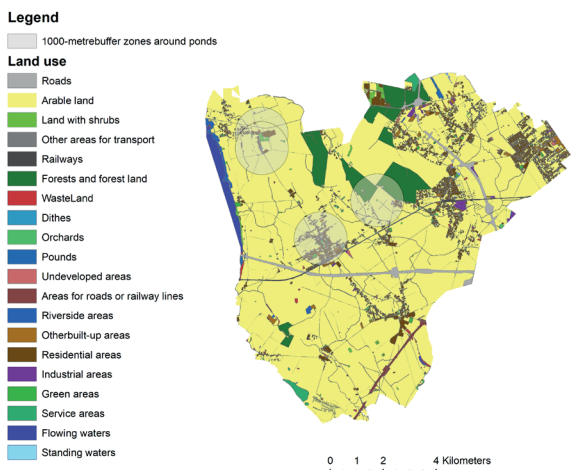 Legend
1000-metrebuffer zones around ponds
Land use
Roads
Arable land
Land with shrubs
Other areas for transport
Railways
Forests and forest land
WasteLand
Dithes
Orchards
Pounds
Undeveloped areas
Areas for roads or railway lines
Riverside areas
Otherbuilt-up areas
Residential areas
Industrial areas
Green areas
Service areas
Flowing waters
Standing waters
0 1 2 4 Kilometers